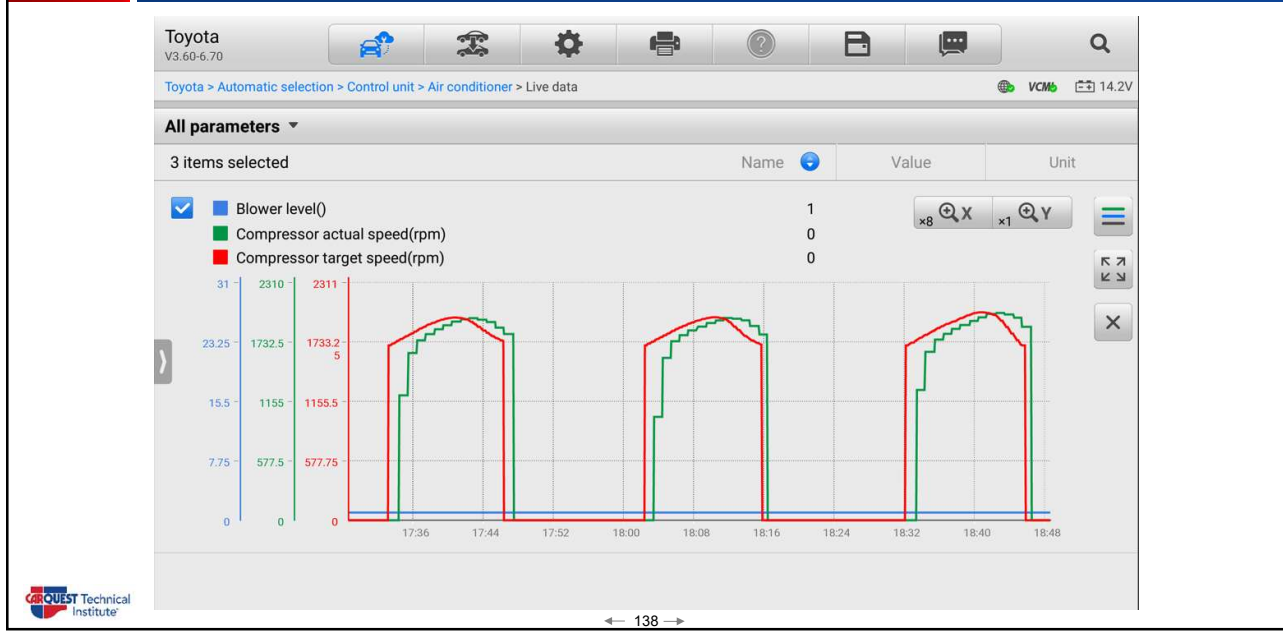 Toyota
V3.60-6.70
Toyota > Automatic selection > Control unit > Air conditioner > Live data
VCMI
14.2V
All parameters
3 items selected
Name
Value
Unit
Blower level()
1
Compressor actual speed(rpm)
0
Compressor target speed(rpm)
0
×8 X
×1 Y
31 2310 2311
23.25 1732.5 1733.2
5
15.5 1155 1155.5
7.75 577.5 577.75
0 0 0
17:36 17:44 17:52 18:00 18:08 18:16 18:24 18:32 18:40 18:48
CARQUEST Technical
Institute
138